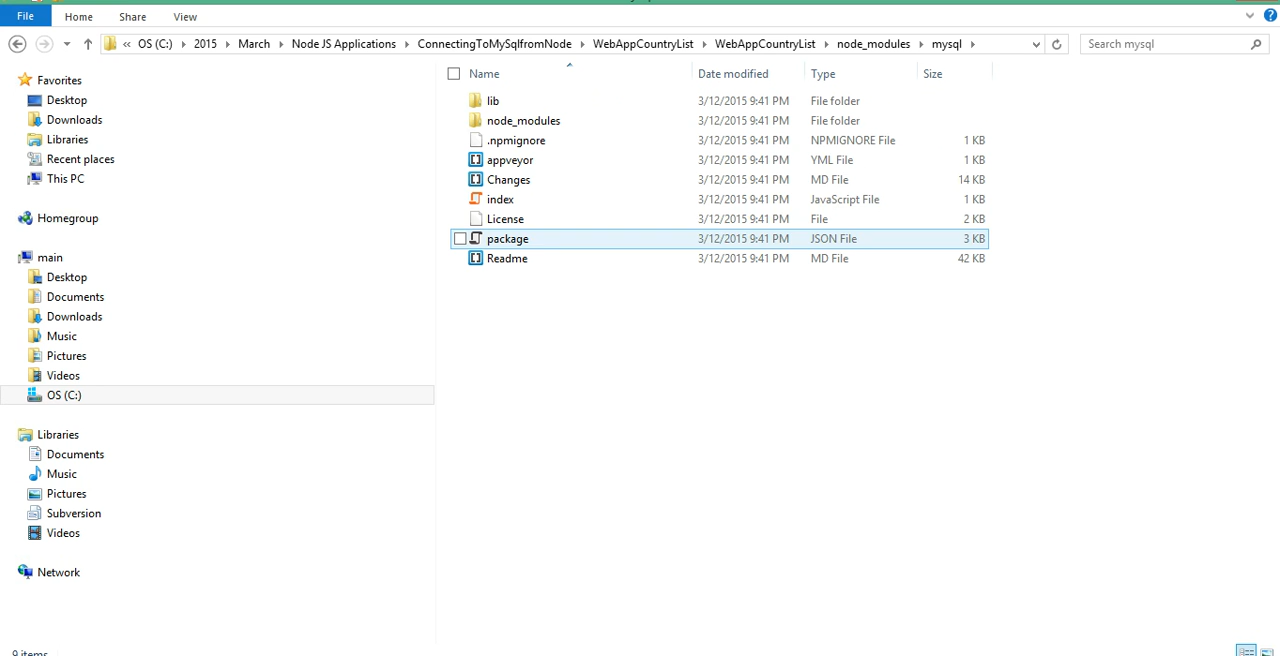 File Home Share View
« OS (C:) 2015 March Node JS Applications ConnectingToMySqlfromNode WebAppCountryList WebAppCountryList node_modules mysql Search mysql
Favorites
Desktop
Downloads
Libraries
Recent places
This PC
Homegroup
main
Desktop
Documents
Downloads
Music
Pictures
Videos
OS (C:)
Libraries
Documents
Music
Pictures
Subversion
Videos
Network
Name Date modified Type Size
lib 3/12/2015 9:41 PM File folder
node_modules 3/12/2015 9:41 PM File folder
.npmignore 3/12/2015 9:41 PM NPMIGNORE File 1 KB
appveyor 3/12/2015 9:41 PM YML File 1 KB
Changes 3/12/2015 9:41 PM MD File 14 KB
index 3/12/2015 9:41 PM JavaScript File 1 KB
License 3/12/2015 9:41 PM File 2 KB
package 3/12/2015 9:41 PM JSON File 3 KB
Readme 3/12/2015 9:41 PM MD File 42 KB
9 items